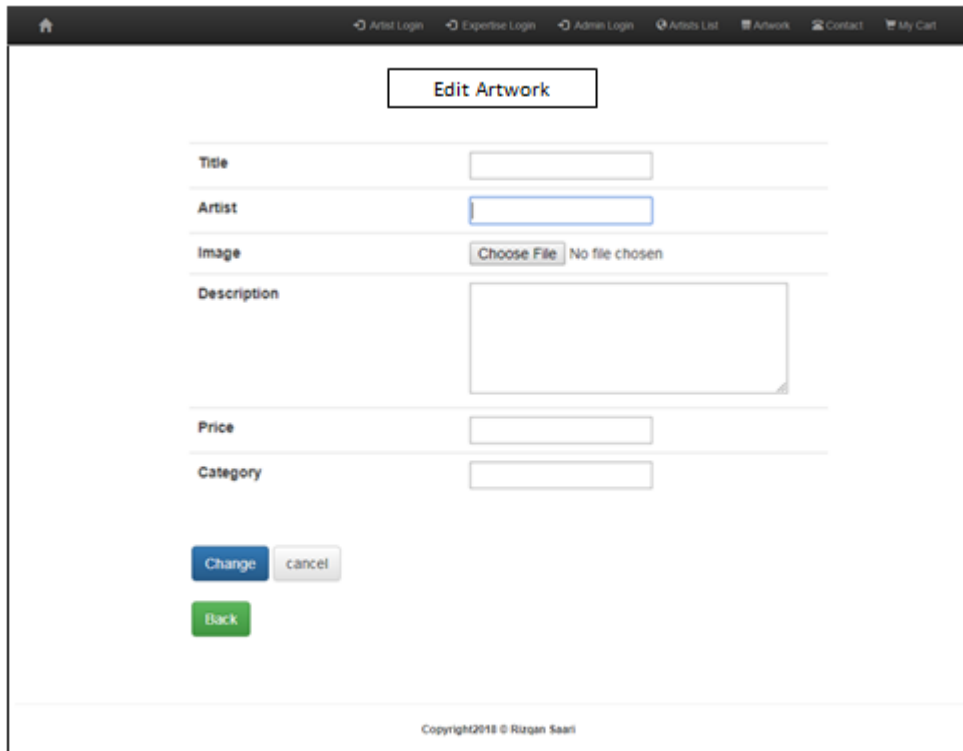 Artist Login Expertise Login Admin Login Artists List Artwork Contact My Cart
Edit Artwork
Title
Artist
Image Choose File No file chosen
Description
Price
Category
Change cancel
Back
Copyright2018 © Rizqan Saari